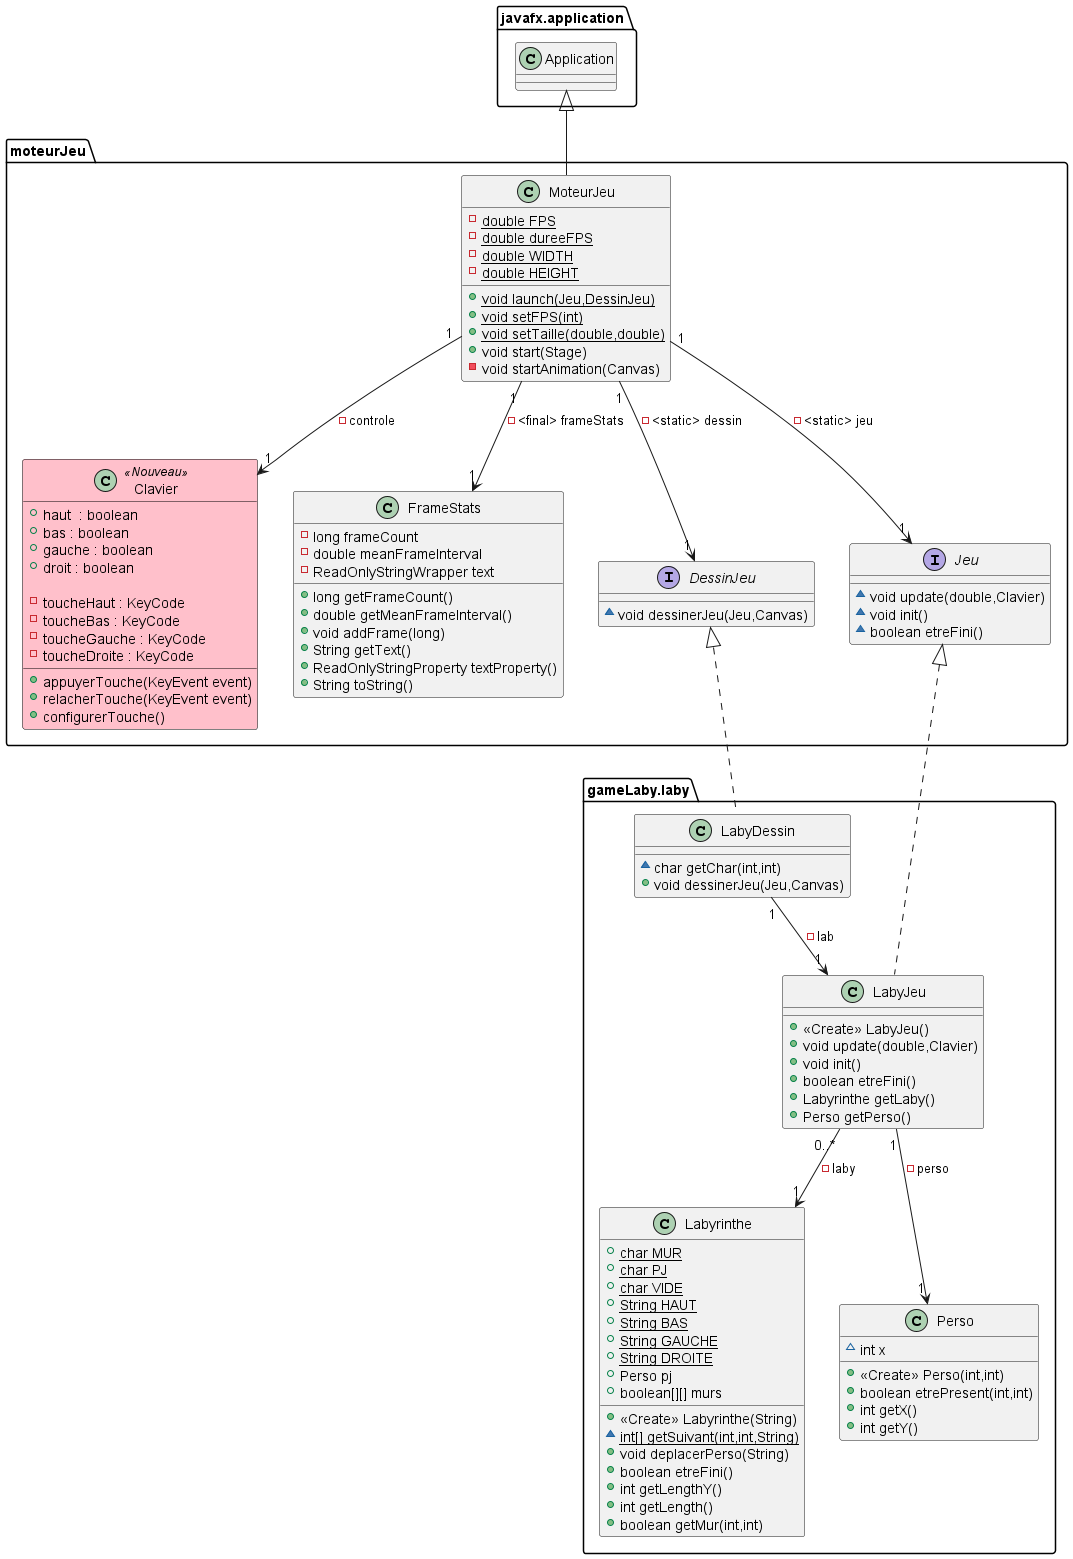 javafx.application
C Application
moteurJeu
C MoteurJeu
double FPS
double dureeFPS
double WIDTH
double HEIGHT
void launch(Jeu,DessinJeu)
void setFPS(int)
void setTaille(double,double)
void start(Stage)
void startAnimation(Canvas)
1
1
1
1
controle
<final> frameStats
<static> dessin
<static> jeu
1
1
1
1
C «Nouveau»
Clavier
haut : boolean
bas : boolean
gauche : boolean
droit : boolean
toucheHaut : KeyCode
toucheBas : KeyCode
toucheGauche : KeyCode
toucheDroite : KeyCode
appuyerTouche(KeyEvent event)
relacherTouche(KeyEvent event)
configurerTouche()
C FrameStats
long frameCount
double meanFrameInterval
ReadOnlyStringWrapper text
long getFrameCount()
double getMeanFrameInterval()
void addFrame(long)
String getText()
ReadOnlyStringProperty textProperty()
String toString()
I DessinJeu
void dessinerJeu(Jeu,Canvas)
I Jeu
void update(double,Clavier)
void init()
boolean etreFini()
gameLaby.laby
C LabyDessin
char getChar(int,int)
void dessinerJeu(Jeu,Canvas)
1
lab
1
C LabyJeu
«Create» LabyJeu()
void update(double,Clavier)
void init()
boolean etreFini()
Labyrinthe getLaby()
Perso getPerso()
0..*
1
laby
perso
1
1
C Labyrinthe
char MUR
char PJ
char VIDE
String HAUT
String BAS
String GAUCHE
String DROITE
Perso pj
boolean[][] murs
«Create» Labyrinthe(String)
int[] getSuivant(int,int,String)
void deplacerPerso(String)
boolean etreFini()
int getLengthY()
int getLength()
boolean getMur(int,int)
C Perso
int x
«Create» Perso(int,int)
boolean etrePresent(int,int)
int getX()
int getY()